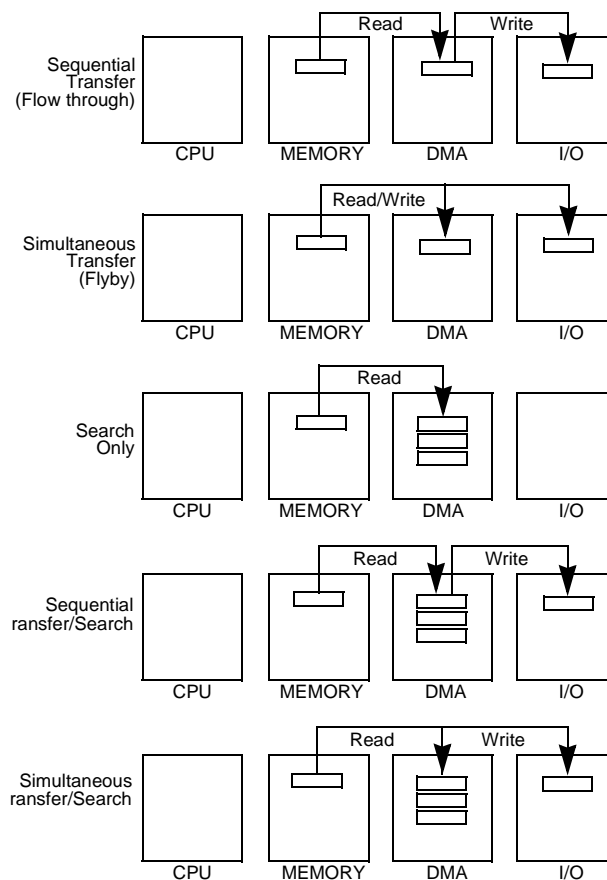 Read Write
Sequential
Transfer
(Flow through)
CPU MEMORY DMA I/O
Read/Write
Simultaneous
Transfer
(Flyby)
CPU MEMORY DMA I/O
Read
Search
Only
CPU MEMORY DMA I/O
Read Write
Sequential
ransfer/Search
CPU MEMORY DMA I/O
Read Write
Simultaneous
ransfer/Search
CPU MEMORY DMA I/O